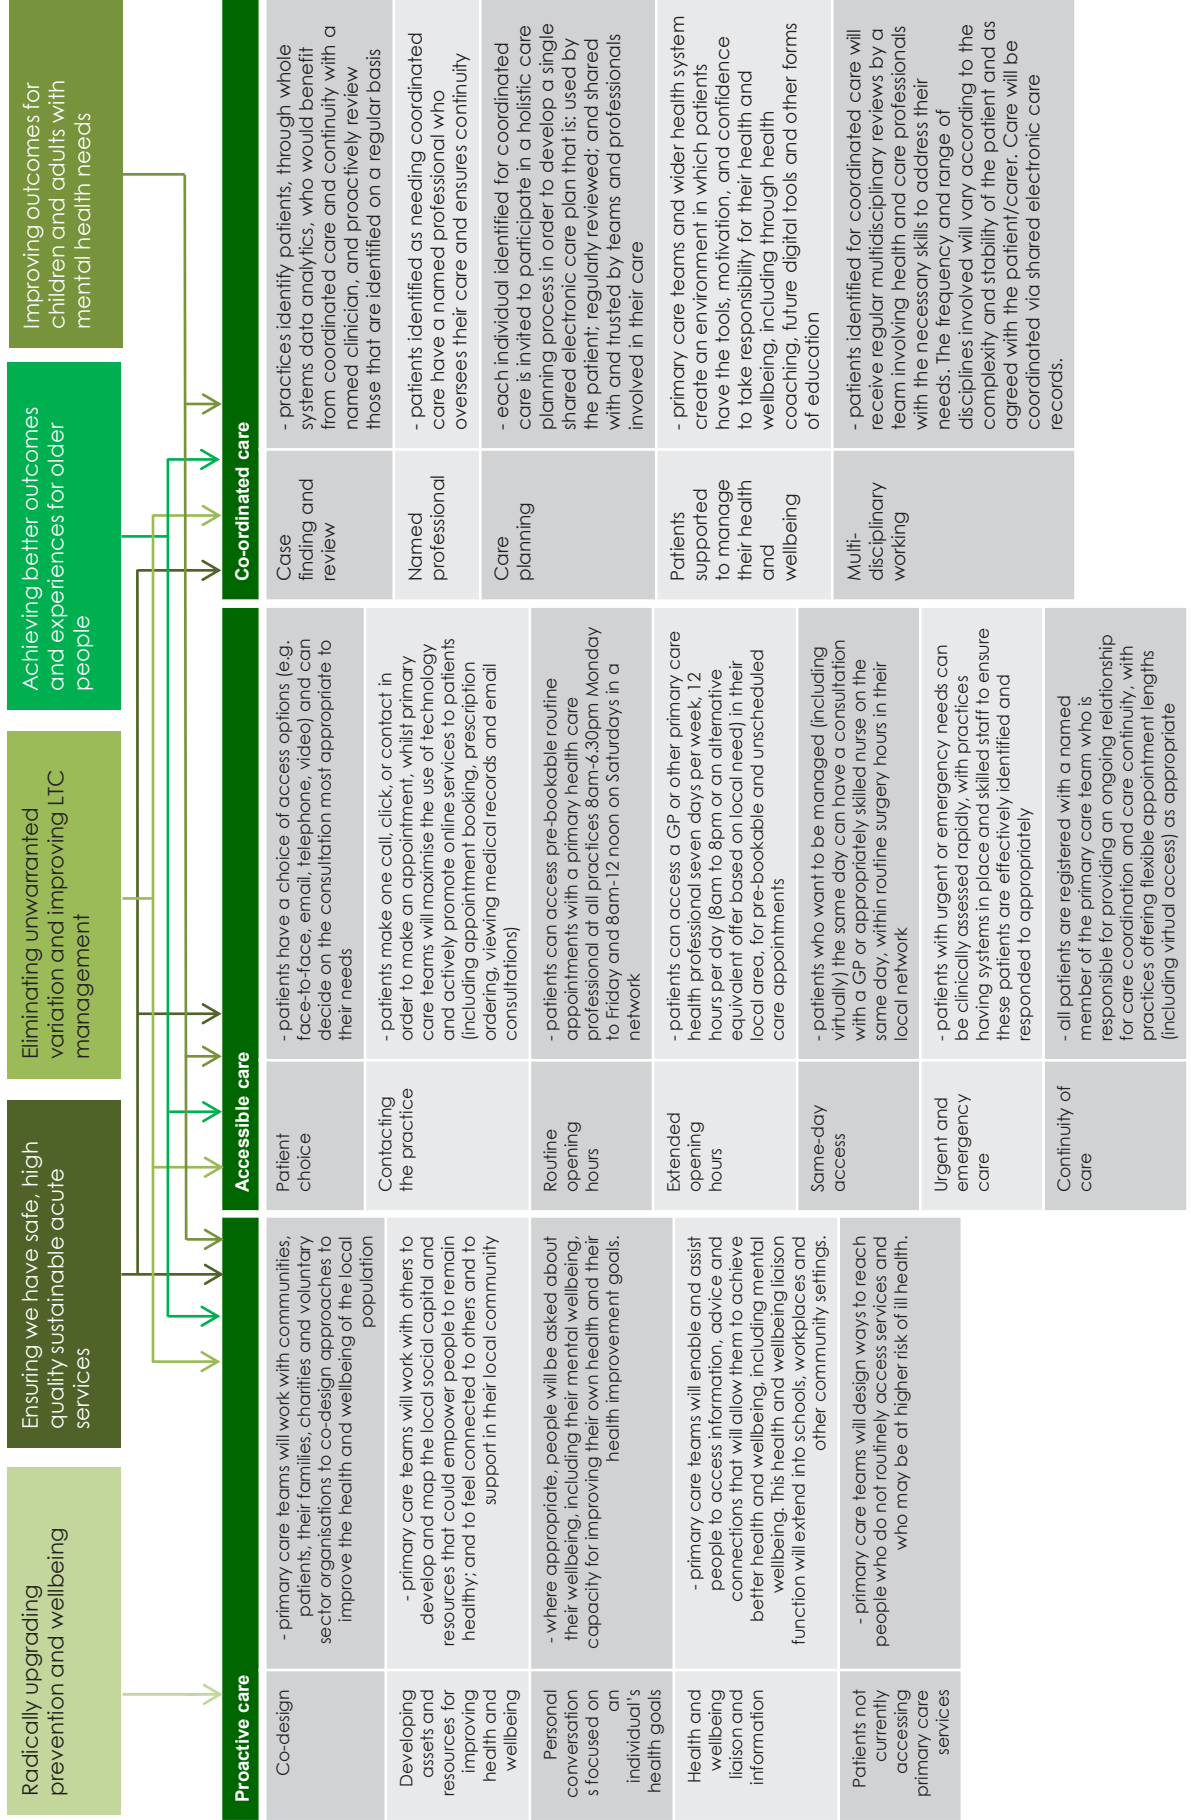 Radically upgrading
prevention and wellbeing
Ensuring we have safe, high
quality sustainable acute
services
Eliminating unwarranted
variation and improving LTC
management
Achieving better outcomes
and experiences for older
people
Improving outcomes for
children and adults with
mental health needs
Proactive care
Co-design
- primary care teams will work with communities,
patients, their families, charities and voluntary
sector organisations to co-design approaches to
improve the health and wellbeing of the local
population
Developing
assets and
resources for
improving
health and
wellbeing
- primary care teams will work with others to
develop and map the local social capital and
resources that could empower people to remain
healthy; and to feel connected to others and to
support in their local community
Personal
conversation
s focused on
an
individual's
health goals
- where appropriate, people will be asked about
their wellbeing, including their mental wellbeing,
capacity for improving their own health and their
health improvement goals.
Health and
wellbeing
liaison and
information
- primary care teams will enable and assist
people to access information, advice and
connections that will allow them to achieve
better health and wellbeing, including mental
wellbeing. This health and wellbeing liaison
function will extend into schools, workplaces and
other community settings.
Patients not
currently
accessing
primary care
services
- primary care teams will design ways to reach
people who do not routinely access services and
who may be at higher risk of ill health.
Accessible care
Patient
choice
- patients have a choice of access options (e.g.
face-to-face, email, telephone, video) and can
decide on the consultation most appropriate to
their needs
Contacting
the practice
- patients make one call, click, or contact in
order to make an appointment, whilst primary
care teams will maximise the use of technology
and actively promote online services to patients
(including appointment booking, prescription
ordering, viewing medical records and email
consultations)
Routine
opening
hours
- patients can access pre-bookable routine
appointments with a primary health care
professional at all practices 8am-6.30pm Monday
to Friday and 8am-12 noon on Saturdays in a
network
Extended
opening
hours
- patients can access a GP or other primary care
health professional seven days per week, 12
hours per day (8am to 8pm or an alternative
equivalent offer based on local need) in their
local area, for pre-bookable and unscheduled
care appointments
Same-day
access
- patients who want to be managed (including
virtually) the same day can have a consultation
with a GP or appropriately skilled nurse on the
same day, within routine surgery hours in their
local network
Urgent and
emergency
care
- patients with urgent or emergency needs can
be clinically assessed rapidly, with practices
having systems in place and skilled staff to ensure
these patients are effectively identified and
responded to appropriately
Continuity of
care
- all patients are registered with a named
member of the primary care team who is
responsible for providing an ongoing relationship
for care coordination and care continuity, with
practices offering flexible appointment lengths
(including virtual access) as appropriate
Co-ordinated care
Case
finding and
review
- practices identify patients, through whole
systems data analytics, who would benefit
from coordinated care and continuity with a
named clinician, and proactively review
those that are identified on a regular basis
Named
professional
- patients identified as needing coordinated
care have a named professional who
oversees their care and ensures continuity
Care
planning
- each individual identified for coordinated
care is invited to participate in a holistic care
planning process in order to develop a single
shared electronic care plan that is: used by
the patient; regularly reviewed; and shared
with and trusted by teams and professionals
involved in their care
Patients
supported
to manage
their health
and
wellbeing
- primary care teams and wider health system
create an environment in which patients
have the tools, motivation, and confidence
to take responsibility for their health and
wellbeing, including through health
coaching, future digital tools and other forms
of education
Multi-
disciplinary
working
- patients identified for coordinated care will
receive regular multidisciplinary reviews by a
team involving health and care professionals
with the necessary skills to address their
needs. The frequency and range of
disciplines involved will vary according to the
complexity and stability of the patient and as
agreed with the patient/carer. Care will be
coordinated via shared electronic care
records.